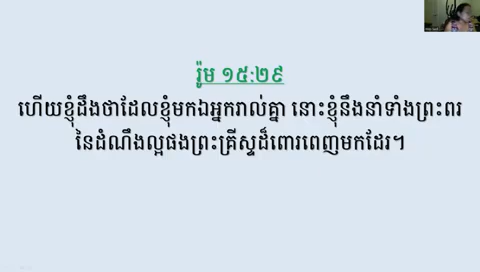 រ៉ូម ១៥:២៩
ហើយខ្ញុំដឹងថាដែលខ្ញុំមកឯអ្នករាល់គ្នា នោះខ្ញុំនឹងនាំទាំងព្រះពរ
នៃដំណឹងល្អផងព្រះគ្រីស្ទដ៏ពោរពេញមកដែរ។